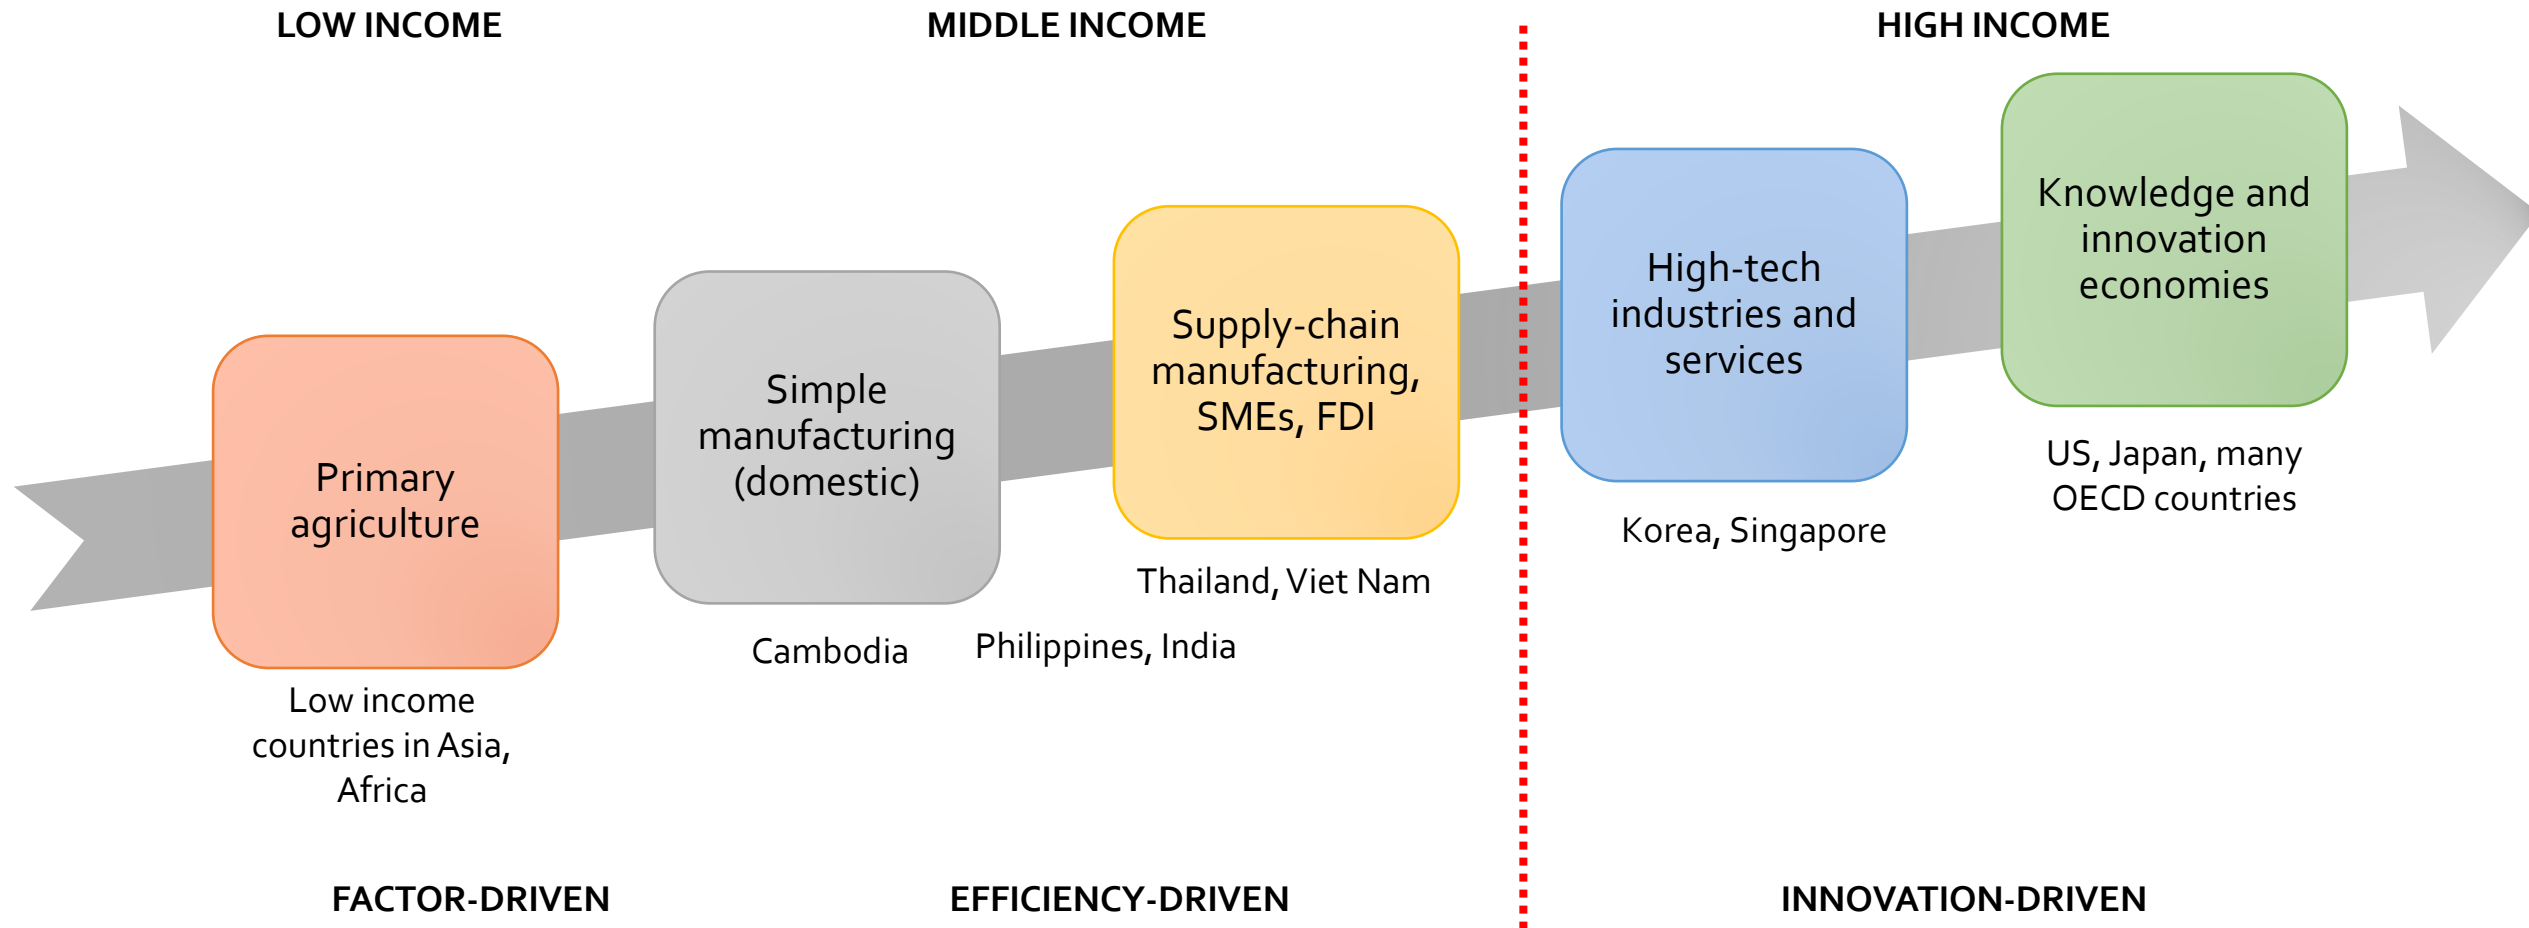 LOW INCOME
MIDDLE INCOME
HIGH INCOME
Primary
agriculture
Low income
countries in Asia,
Africa
Simple
manufacturing
(domestic)
Cambodia
Philippines, India
Supply-chain
manufacturing,
SMEs, FDI
Thailand, Viet Nam
High-tech
industries and
services
Korea, Singapore
Knowledge and
innovation
economies
US, Japan, many
OECD countries
FACTOR-DRIVEN
EFFICIENCY-DRIVEN
INNOVATION-DRIVEN